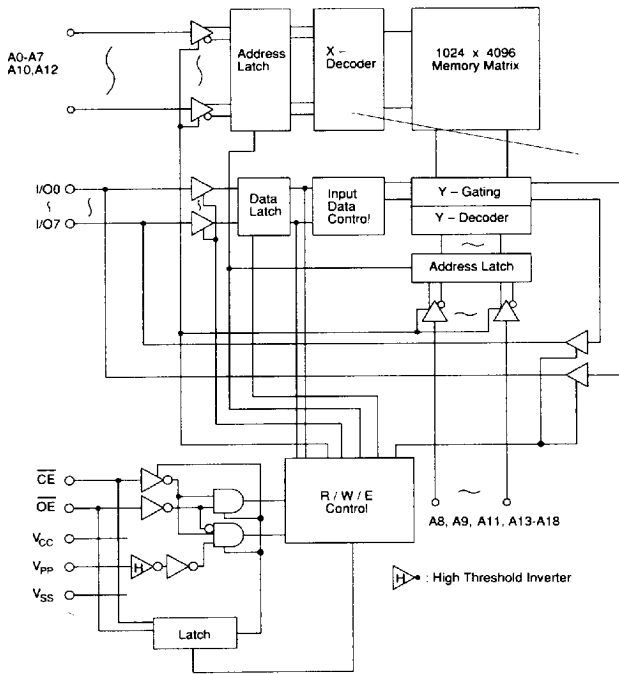 A0-A7
A10,A12
Address
Latch
X –
Decoder
1024 x 4096
Memory Matrix
I/O0
I/O7
Data
Latch
Input
Data
Control
Y – Gating
Y – Decoder
Address Latch
CE
OE
VCC
VPP
VSS
H
R / W / E
Control
A8, A9, A11, A13-A18
H : High Threshold Inverter
Latch